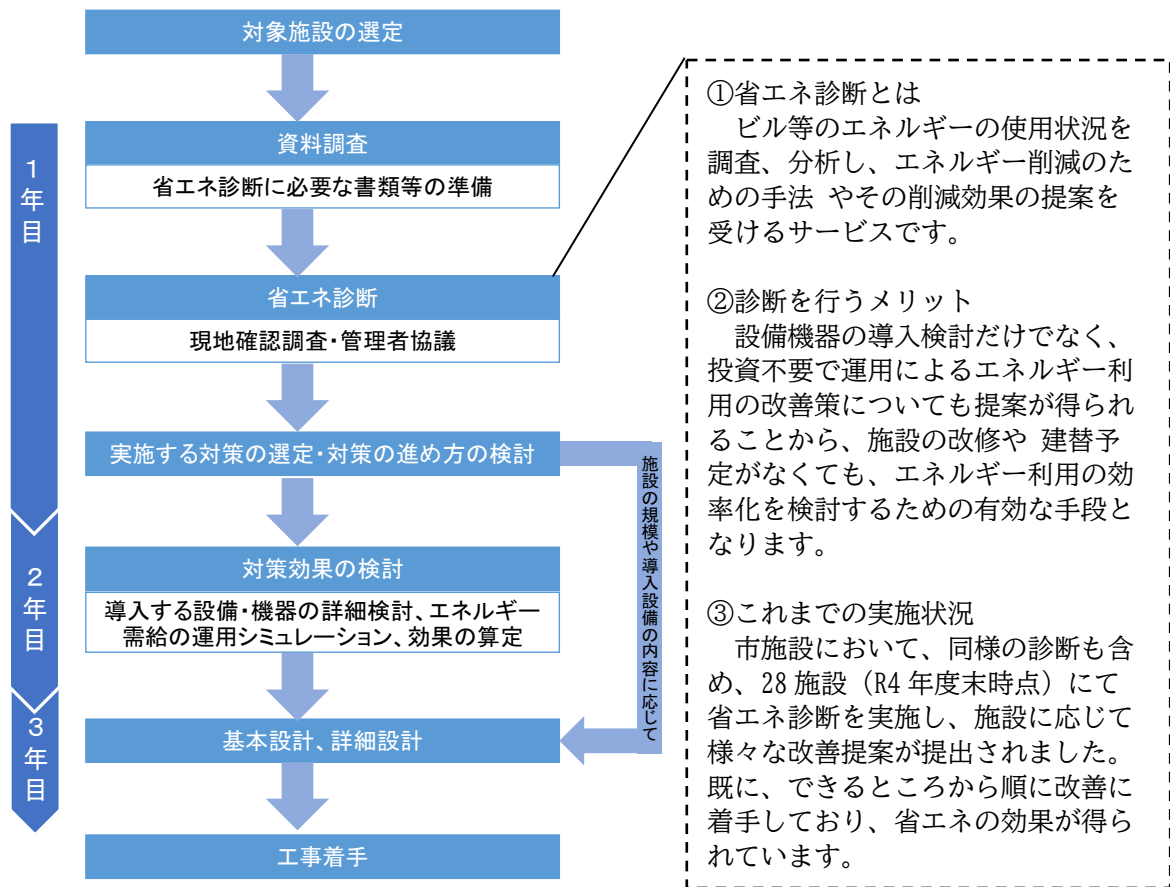 対象施設の選定
1年目
資料調査
省エネ診断に必要な書類等の準備
省エネ診断
現地確認調査・管理者協議
実施する対策の選定・対策の進め方の検討
施設の規模や導入設備の内容に応じて
2年目
対策効果の検討
導入する設備・機器の詳細検討、エネルギー
需給の運用シミュレーション、効果の算定
3年目
基本設計、詳細設計
工事着手
①省エネ診断とは
ビル等のエネルギーの使用状況を
調査、分析し、エネルギー削減のた
めの手法 やその削減効果の提案を
受けるサービスです。
②診断を行うメリット
設備機器の導入検討だけでなく、
投資不要で運用によるエネルギー利
用の改善策についても提案が得られ
ることから、施設の改修や 建替予
定がなくても、エネルギー利用の効
率化を検討するための有効な手段と
なります。
③これまでの実施状況
市施設において、同様の診断も含
め、28 施設（R4 年度末時点）にて
省エネ診断を実施し、施設に応じて
様々な改善提案が提出されました。
既に、できるところから順に改善に
着手しており、省エネの効果が得ら
れています。